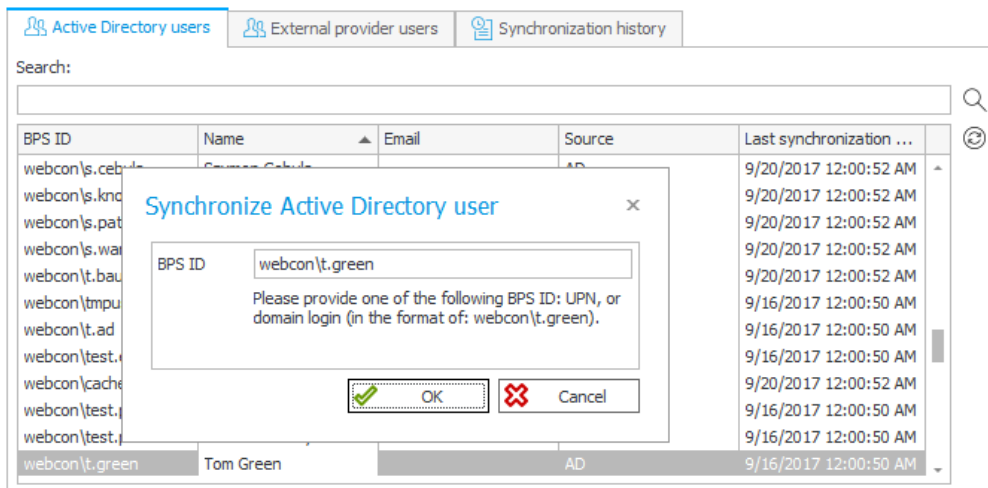 Active Directory users External provider users Synchronization history
Search:
BPS ID Name Email Source Last synchronization ...
9/20/2017 12:00:52 AM
9/20/2017 12:00:52 AM
9/20/2017 12:00:52 AM
9/20/2017 12:00:52 AM
webcon\t.bau 9/20/2017 12:00:52 AM
webcon\tmpu 9/16/2017 12:00:50 AM
webcon\t.ad 9/16/2017 12:00:50 AM
webcon\test. 9/16/2017 12:00:50 AM
webcon\cache 9/20/2017 12:00:52 AM
webcon\test. 9/16/2017 12:00:50 AM
webcon\test. 9/16/2017 12:00:50 AM
webcon\t.green Tom Green AD 9/16/2017 12:00:50 AM
Synchronize Active Directory user
BPS ID webcon\t.green
Please provide one of the following BPS ID: UPN, or
domain login (in the format of: webcon\t.green).
OK Cancel